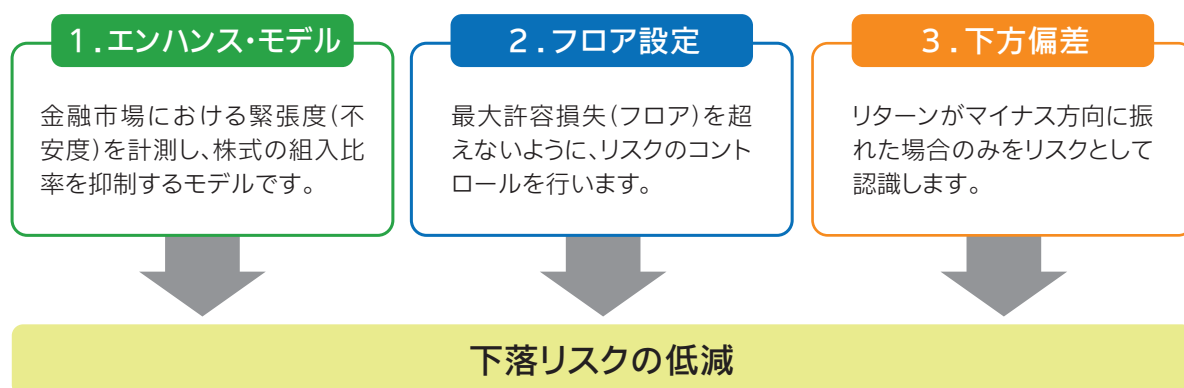 1.エンハンス・モデル
金融市場における緊張度(不
安度)を計測し、株式の組入比
率を抑制するモデルです。
2.フロア設定
最大許容損失(フロア)を超
えないように、リスクのコント
ロールを行います。
3.下方偏差
リターンがマイナス方向に振
れた場合のみをリスクとして
認識します。
下落リスクの低減